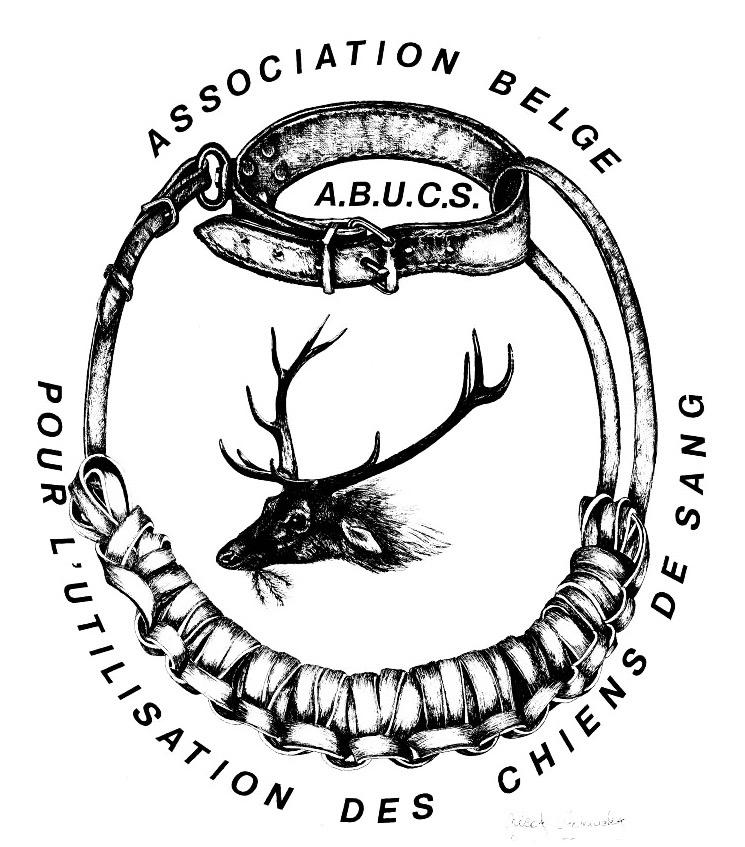 ASSOCIATION BELGE
A.B.U.C.S.
POUR L'UTILISATION DES CHIENS DE SANG